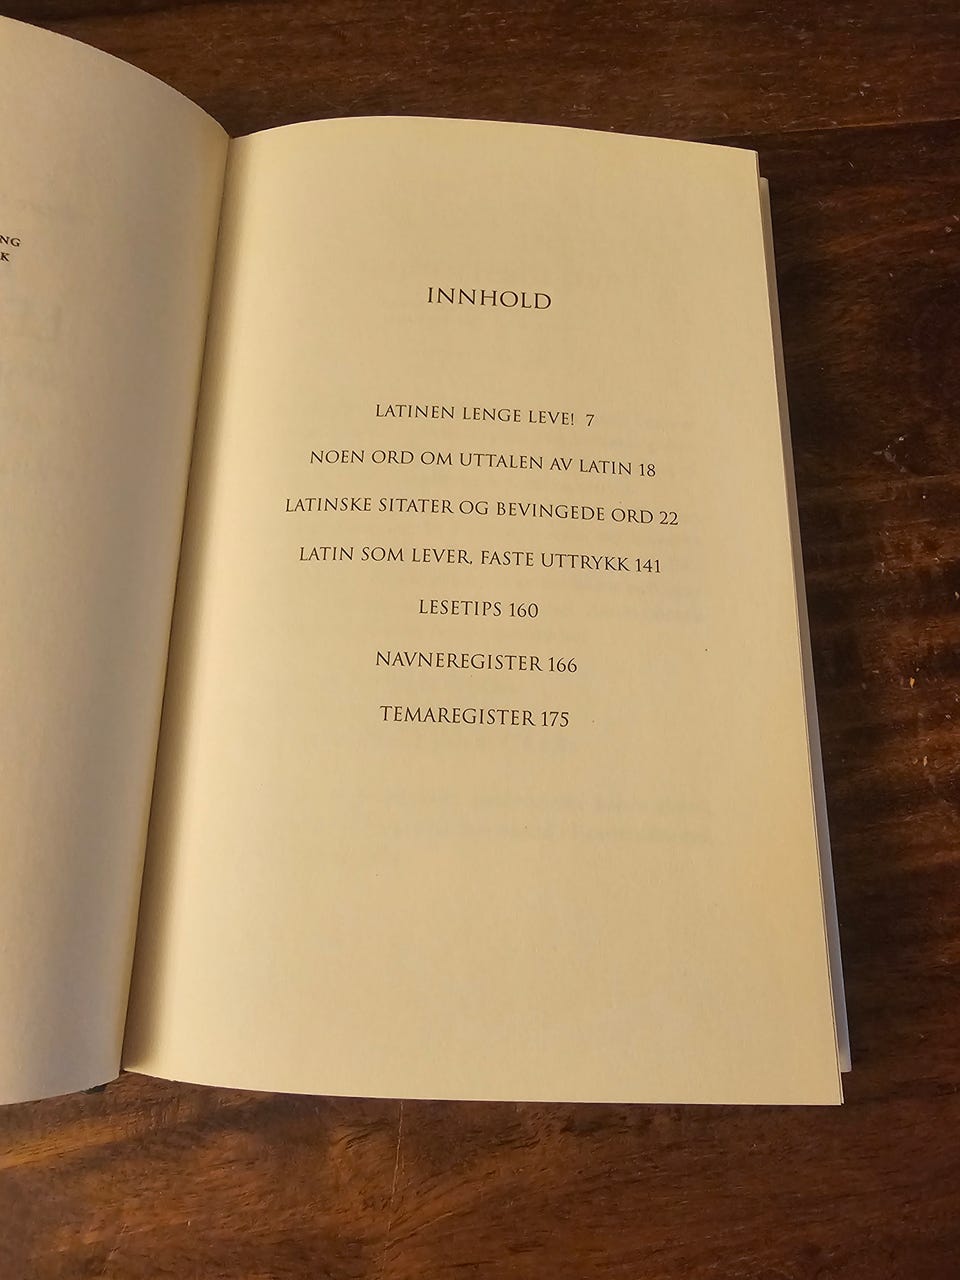 NG
K
INNHOLD
LATINEN LENGE LEVE! 7
NOEN ORD OM UTTALEN AV LATIN 18
LATINSKE SITATER OG BEVINGEDE ORD 22
LATIN SOM LEVER, FASTE UTTRYKK 141
LESETIPS 160
NAVNEREGISTER 166
TEMAREGISTER 175